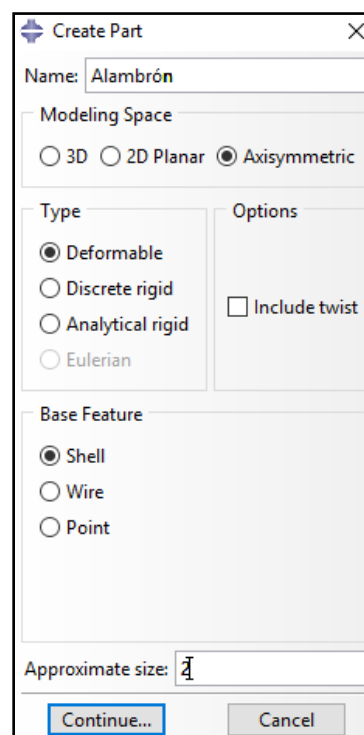 Create Part
Name: Alambrón
Modeling Space
3D 2D Planar Axisymmetric
Type Options
Deformable
Discrete rigid
Include twist
Analytical rigid
Eulerian
Base Feature
Shell
Wire
Point
Approximate size: 2
Continue... Cancel